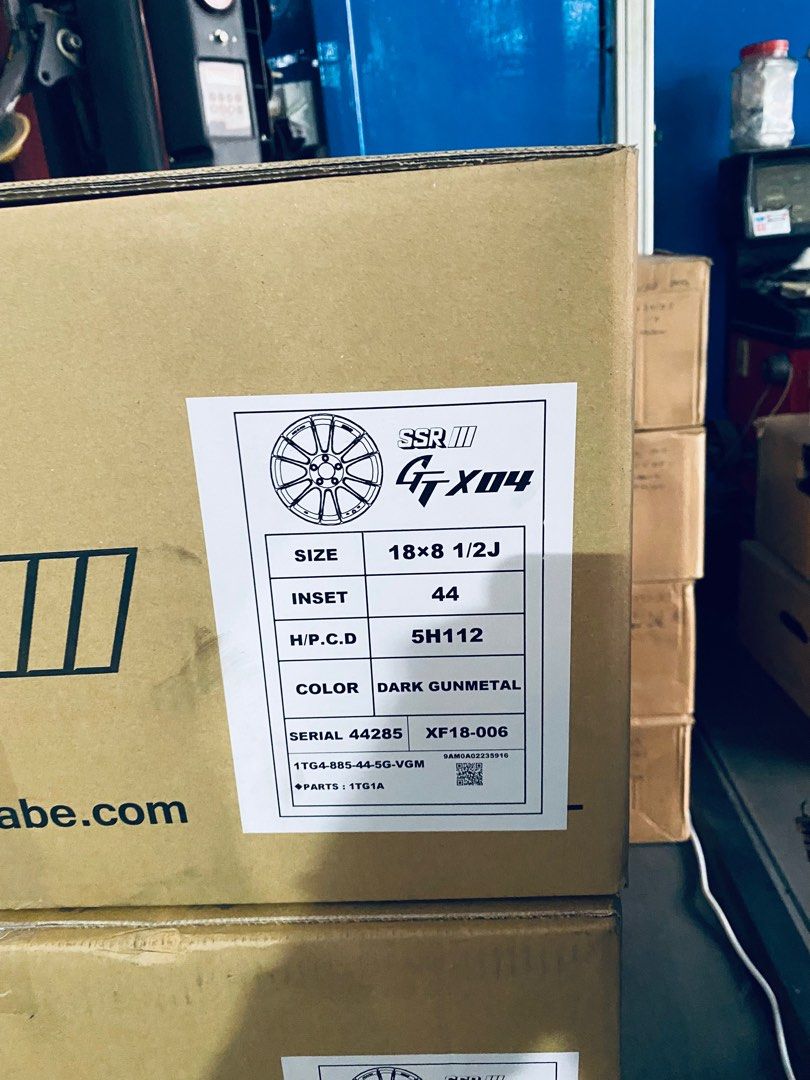 SSR
GT X04
SIZE 18×8 1/2J
INSET 44
H/P.C.D 5H112
COLOR DARK GUNMETAL
SERIAL 44285 XF18-006
9AM0A02235916
1TG4-885-44-5G-VGM
◆PARTS : 1TG1A
abe.com
SSR